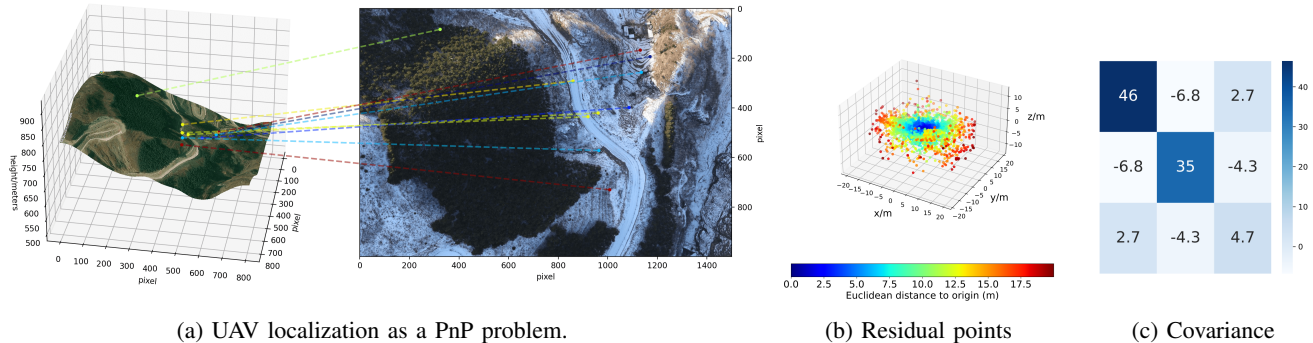 900
850
800
750
700
650
600
550
500
height/meters
0
100
200
300
400
500
600
700
800
pixel
0 100 200 300 400 500 600 700 800
pixel
0
200
400
600
800
pixel
0 200 400 600 800 1000 1200 1400
pixel
10
5
0
−5
−10
z/m
20
15
10
5
0
−5
−10
−15
−20
y/m
−20 −15 −10 −5 0 5 10 15 20
x/m
0.0 2.5 5.0 7.5 10.0 12.5 15.0 17.5
Euclidean distance to origin (m)
46 -6.8 2.7
-6.8 35 -4.3
2.7 -4.3 4.7
40
30
20
10
0
(a) UAV localization as a PnP problem.
(b) Residual points
(c) Covariance